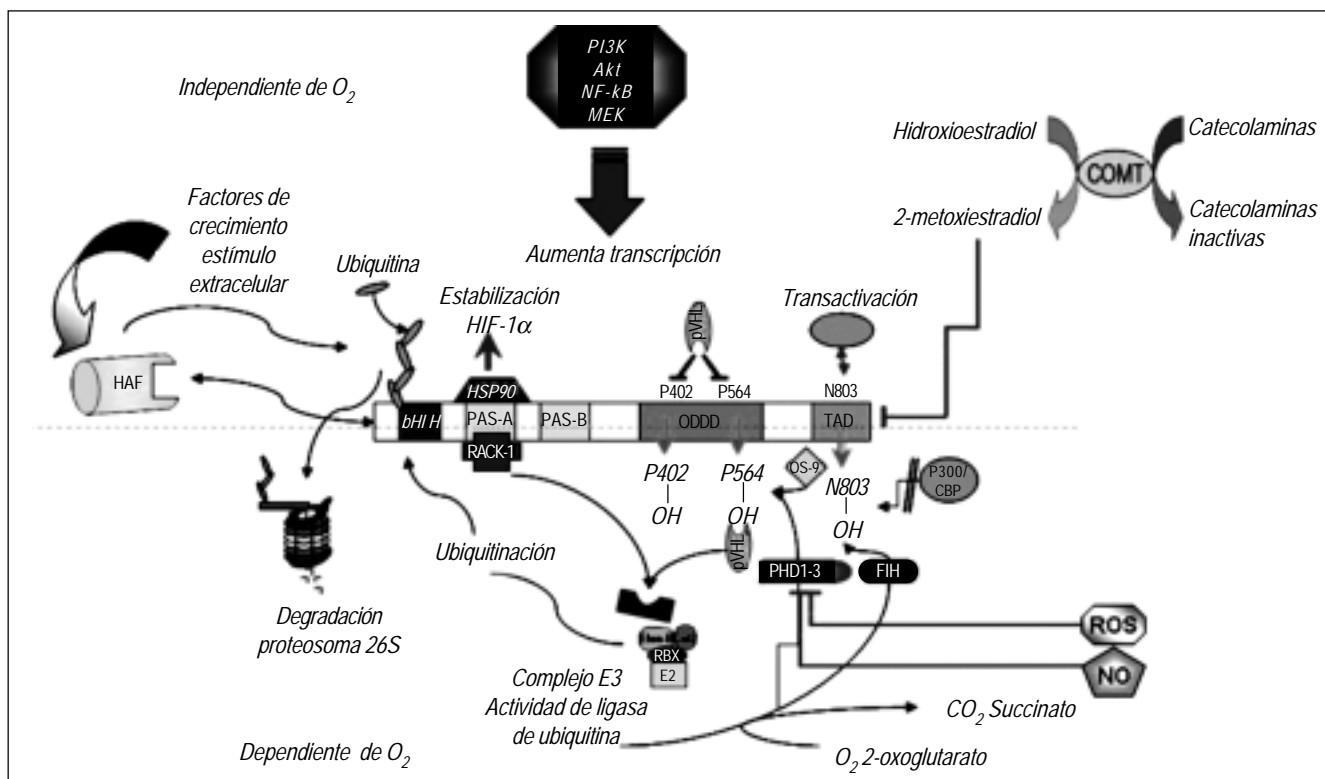 PI3K
Akt
NF-kB
MEK
Independiente de O2
Hidroxioestradiol
Catecolaminas
COMT
2-metoxiestradiol
Catecolaminas
inactivas
Factores de
crecimiento
estímulo
extracelular
Aumenta transcripción
Ubiquitina
Estabilización
HIF-1α
Transactivación
pVHL
HAF
HSP90
P402
P564
N803
bHl H
PAS-A
PAS-B
ODDD
TAD
RACK-1
P402
OH
P564
OH
OS-9
N803
OH
P300/
CBP
pVHL
Ubiquitinación
PHD1-3
FIH
Degradación
proteosoma 26S
RBX
E2
ROS
NO
Complejo E3
Actividad de ligasa
de ubiquitina
CO2 Succinato
O2 2-oxoglutarato
Dependiente de O2